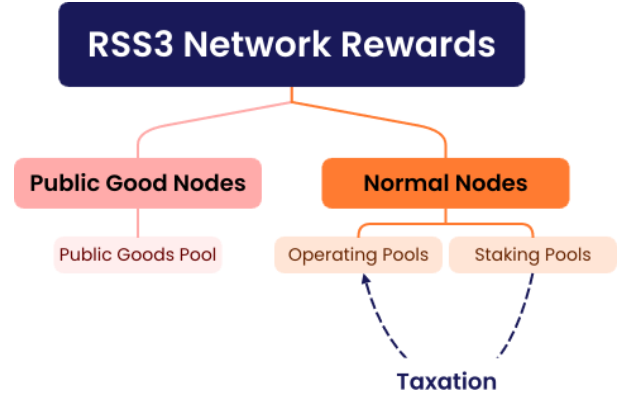 RSS3 Network Rewards
Public Good Nodes
Normal Nodes
Public Goods Pool
Operating Pools
Staking Pools
Taxation